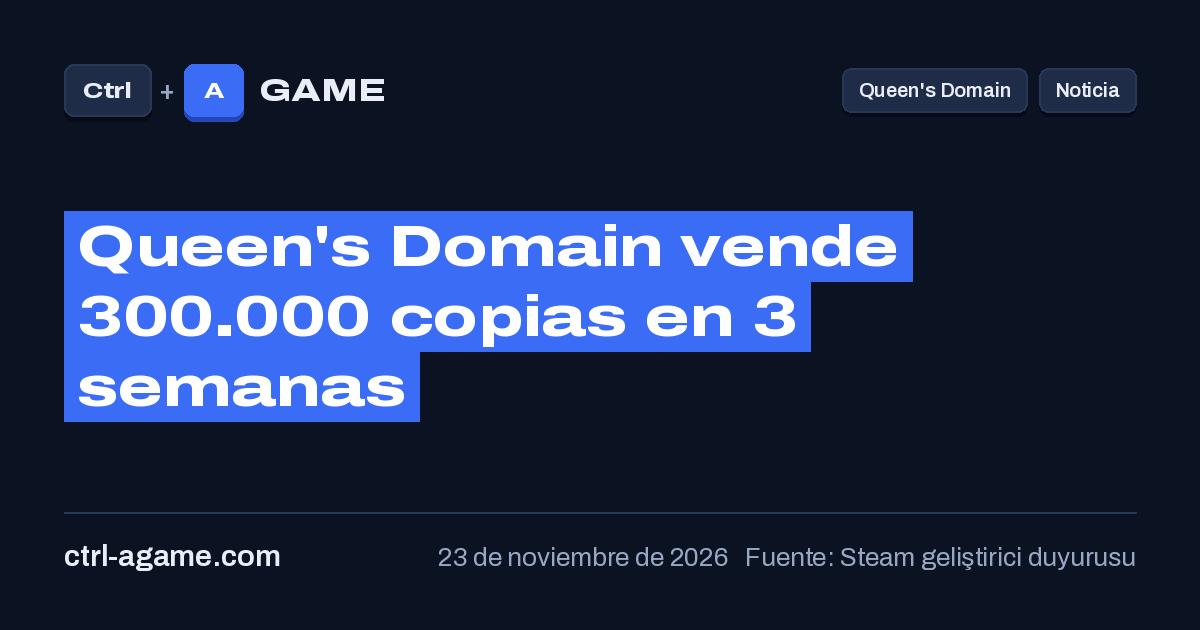 Ctrl + A GAME
Queen's Domain
Noticia
Queen's Domain vende
300.000 copias en 3
semanas
ctrl-agame.com
23 de noviembre de 2026 Fuente: Steam geliştirici duyurusu